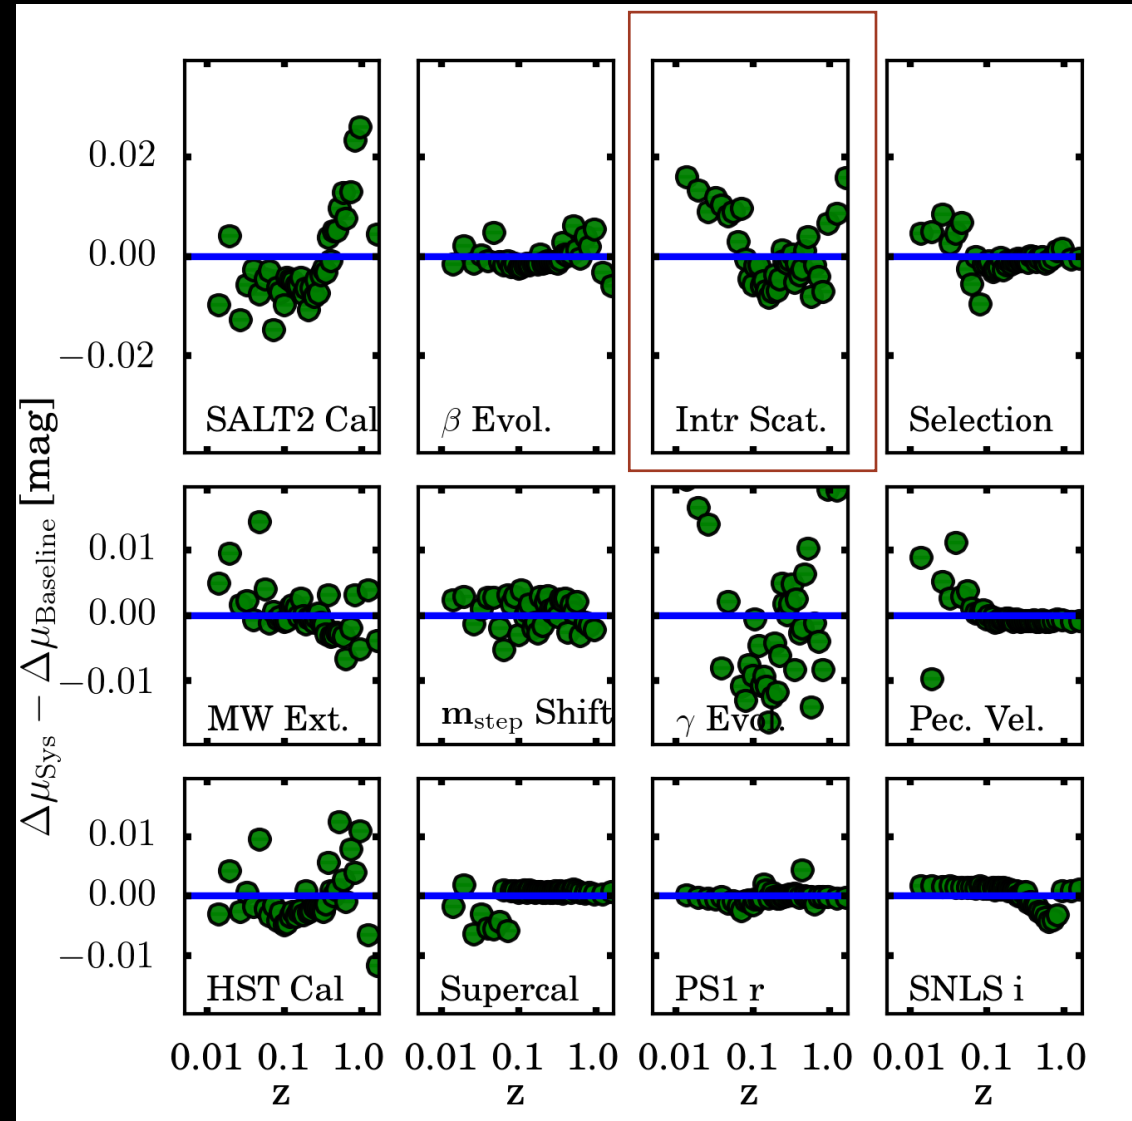 0.02
0.00
−0.02
SALT2 Cal
β Evol.
Intr Scat.
Selection
Δμ_Sys − Δμ_Baseline [mag]
0.01
0.00
−0.01
MW Ext.
m_step Shift
γ Evol.
Pec. Vel.
0.01
0.00
−0.01
HST Cal
Supercal
PS1 r
SNLS i
0.01 0.1 1.0 0.01 0.1 1.0 0.01 0.1 1.0 0.01 0.1 1.0
z z z z